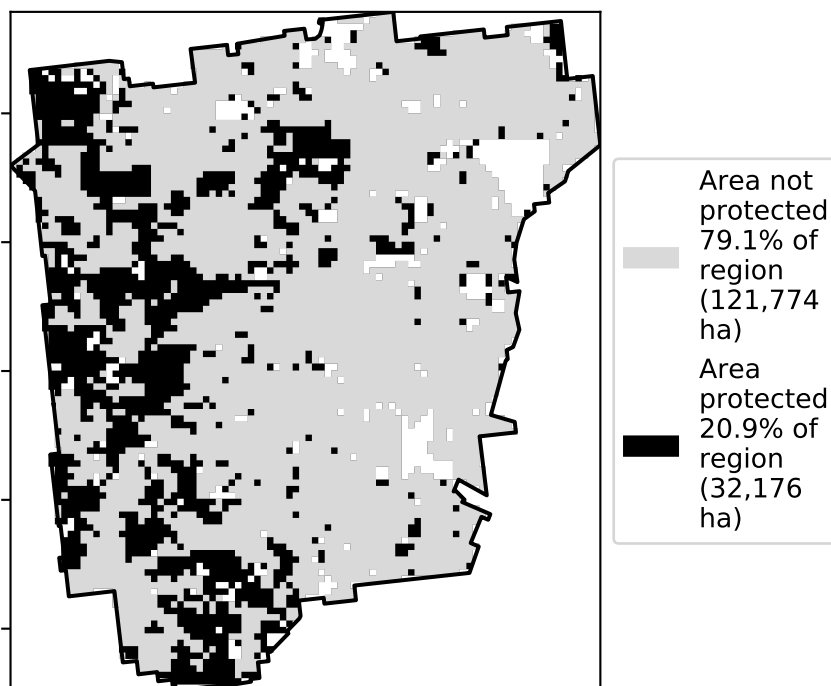 Area not
protected
79.1% of
region
(121,774
ha)
Area
protected
20.9% of
region
(32,176
ha)